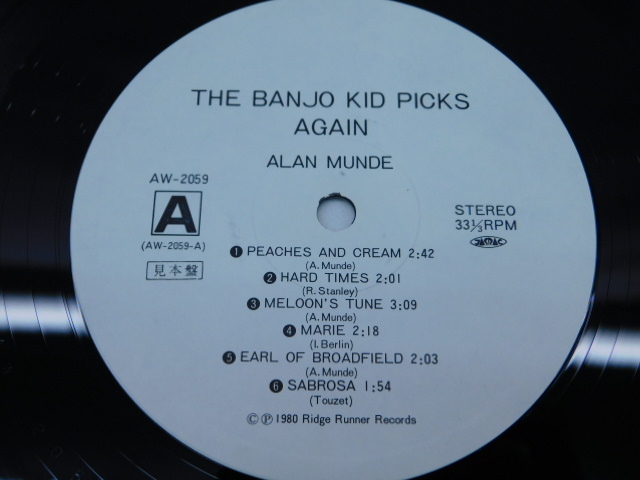 THE BANJO KID PICKS
AGAIN
ALAN MUNDE
AW-2059
A
(AW-2059-A)
見本盤
STEREO
33⅓RPM
JASRAC
❶ PEACHES AND CREAM 2:42
(A. Munde)
❷ HARD TIMES 2:01
(R. Stanley)
❸ MELOON'S TUNE 3:09
(A. Munde)
❹ MARIE 2:18
(I. Berlin)
❺ EARL OF BROADFIELD 2:03
(A. Munde)
❻ SABROSA 1:54
(Touzet)
© ℗ 1980 Ridge Runner Records